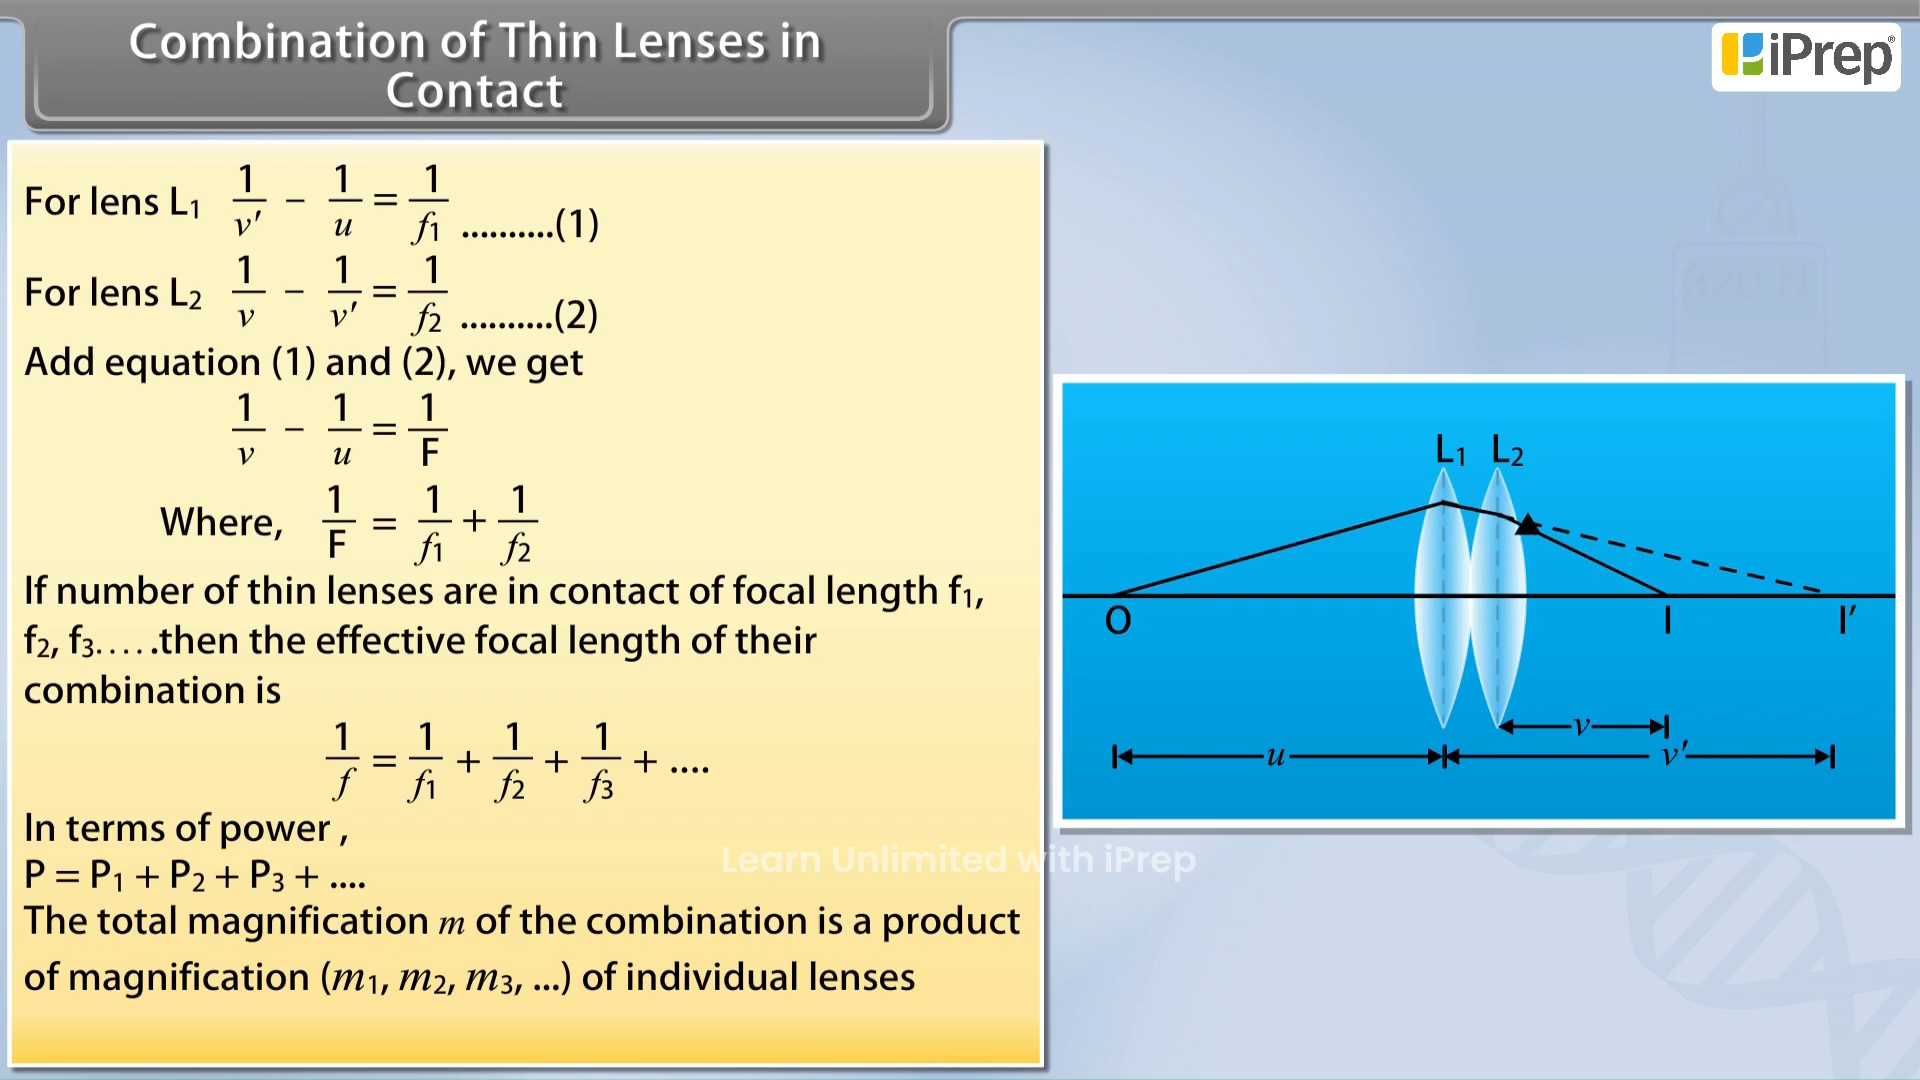 Combination of Thin Lenses in
Contact
iPrep®
For lens L₁ 1/v′ − 1/u = 1/f₁ ..........(1)
For lens L₂ 1/v − 1/v′ = 1/f₂ ..........(2)
Add equation (1) and (2), we get
1/v − 1/u = 1/F
Where, 1/F = 1/f₁ + 1/f₂
If number of thin lenses are in contact of focal length f₁,
f₂, f₃.....then the effective focal length of their
combination is
1/f = 1/f₁ + 1/f₂ + 1/f₃ + ....
In terms of power ,
P = P₁ + P₂ + P₃ + ....
The total magnification m of the combination is a product
of magnification (m₁, m₂, m₃, ...) of individual lenses
320 N
L₁ L₂
O I I′
v
u v′
Learn Unlimited with iPrep